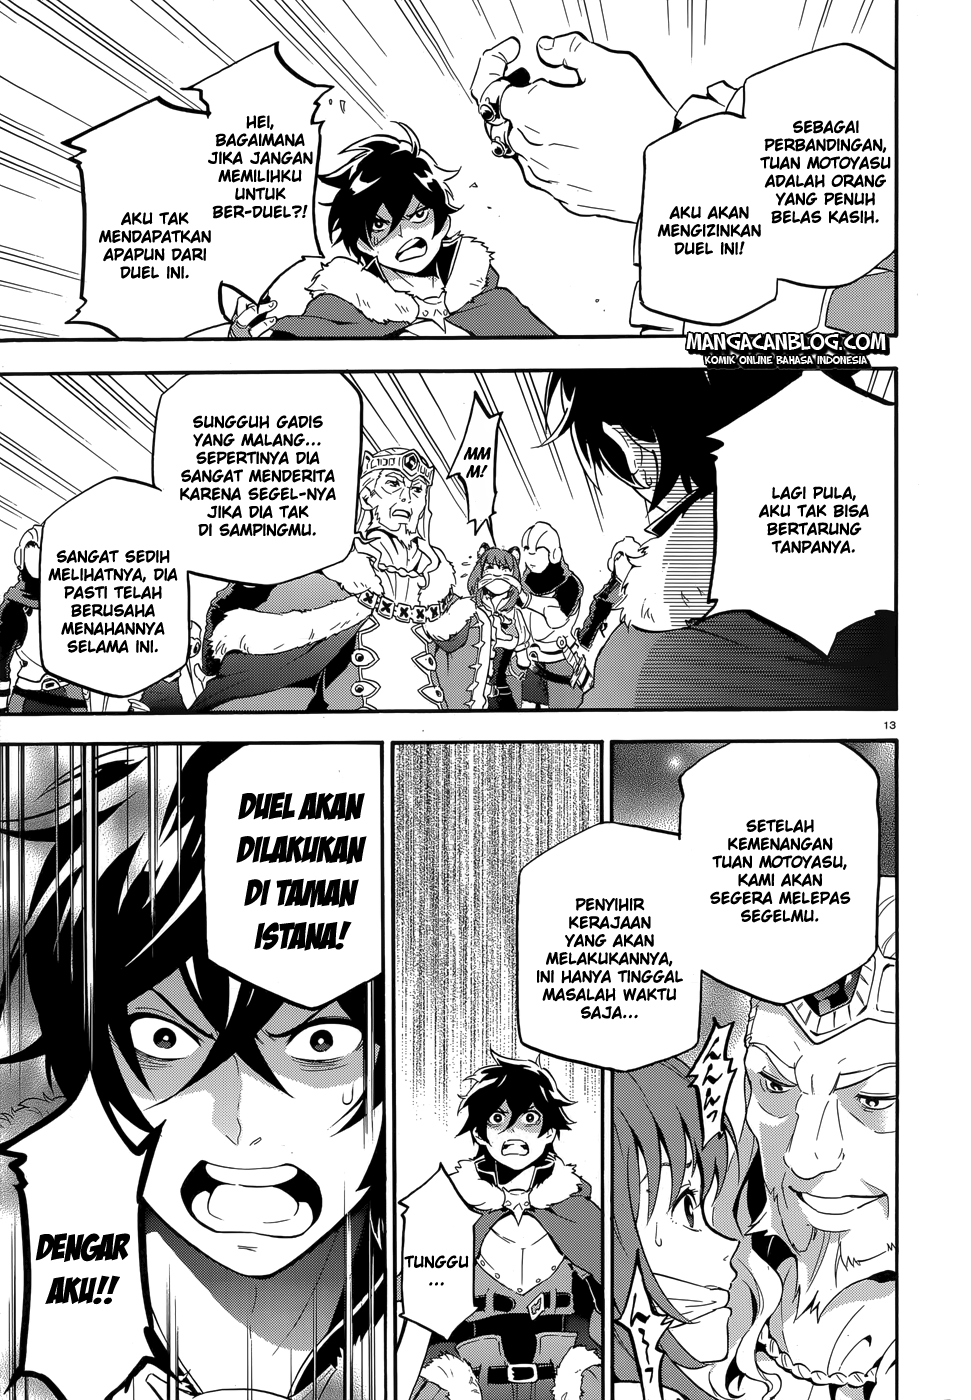 SEBAGAI
PERBANDINGAN,
TUAN MOTOYASU
ADALAH ORANG
YANG PENUH
BELAS KASIH.
AKU AKAN
MENGIZINKAN
DUEL INI!
HEI,
BAGAIMANA
JIKA JANGAN
MEMILIHKU
UNTUK
BER-DUEL?!
AKU TAK
MENDAPATKAN
APAPUN DARI
DUEL INI.
MANGACANBLOG.COM
KOMIK ONLINE BAHASA INDONESIA
LAGI PULA,
AKU TAK BISA
BERTARUNG
TANPANYA.
MM
M!
SUNGGUH GADIS
YANG MALANG...
SEPERTINYA DIA
SANGAT MENDERITA
KARENA SEGEL-NYA
JIKA DIA TAK
DI SAMPINGMU.
SANGAT SEDIH
MELIHATNYA, DIA
PASTI TELAH
BERUSAHA
MENAHANNYA
SELAMA INI.
13
SETELAH
KEMENANGAN
TUAN MOTOYASU,
KAMI AKAN
SEGERA MELEPAS
SEGELMU.
PENYIHIR
KERAJAAN
YANG AKAN
MELAKUKANNYA,
INI HANYA TINGGAL
MASALAH WAKTU
SAJA...
TUNGGU
...
DUEL AKAN
DILAKUKAN
DI TAMAN
ISTANA!
DENGAR
AKU!!